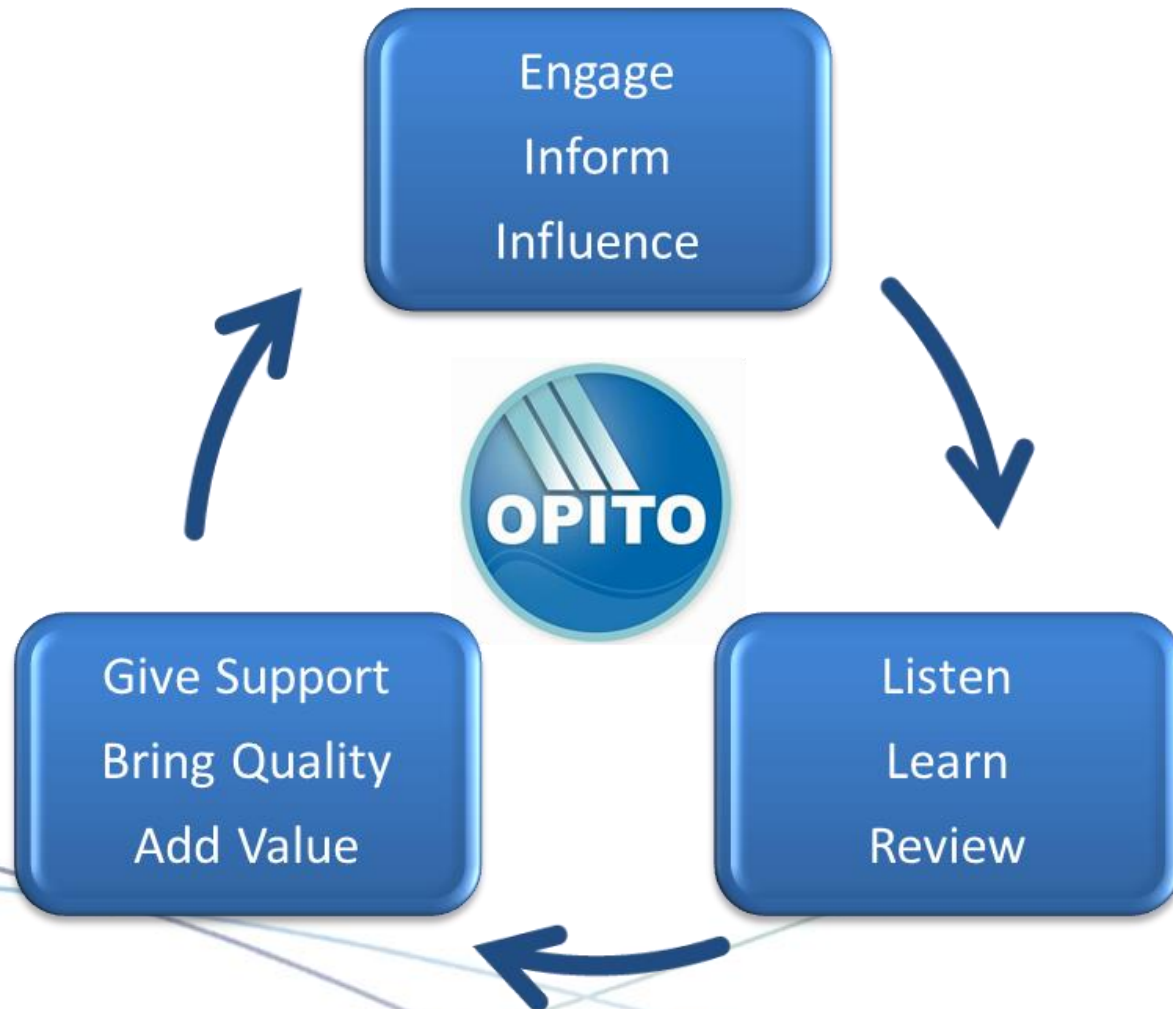 Engage
Inform
Influence
OPITO
Give Support
Bring Quality
Add Value
Listen
Learn
Review